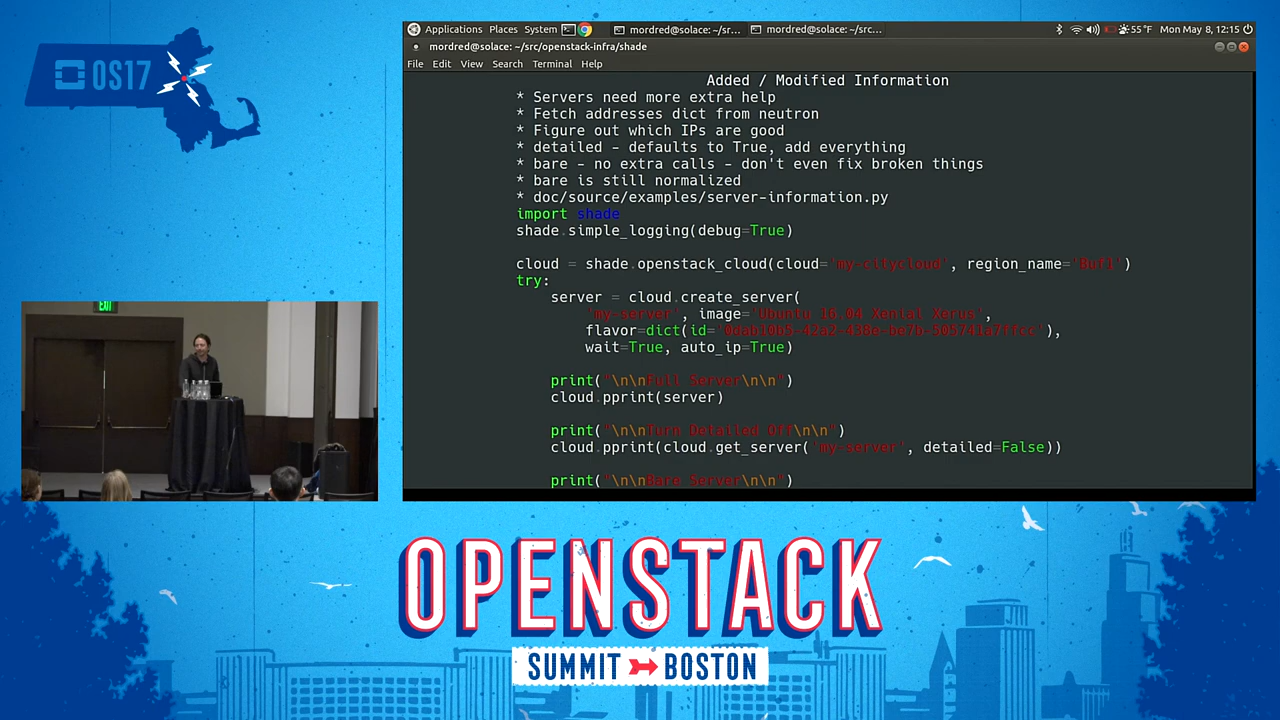 OS17
EXIT
Applications Places System mordred@solace: ~/sr... mordred@solace: ~/src... 55 °F Mon May 8, 12:15
mordred@solace: ~/src/openstack-infra/shade
File Edit View Search Terminal Help
Added / Modified Information
* Servers need more extra help
* Fetch addresses dict from neutron
* Figure out which IPs are good
* detailed - defaults to True, add everything
* bare - no extra calls - don't even fix broken things
* bare is still normalized
* doc/source/examples/server-information.py
import shade
shade.simple_logging(debug=True)
cloud = shade.openstack_cloud(cloud='my-citycloud', region_name='Buf1')
try:
server = cloud.create_server(
'my-server', image='Ubuntu 16.04 Xenial Xerus',
flavor=dict(id=
wait=True, auto_ip=True)
print("\n\nFull Server\n\n")
cloud.pprint(server)
print("\n\nTurn Detailed Off\n\n")
cloud.pprint(cloud.get_server('my-server', detailed=False))
print("\n\nBare Server\n\n")
OPENSTACK
SUMMIT BOSTON